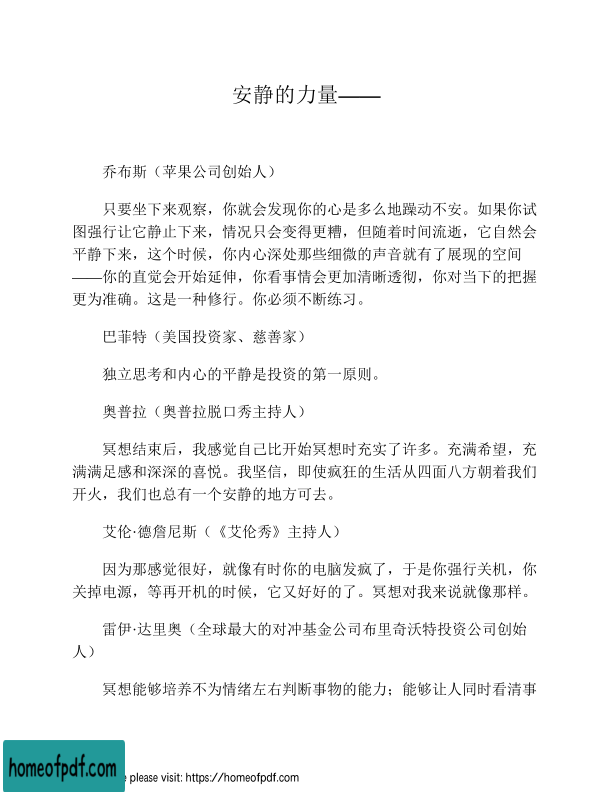 安静的力量——
乔布斯（苹果公司创始人）
只要坐下来观察，你就会发现你的心是多么地躁动不安。如果你试
图强行让它静止下来，情况只会变得更糟，但随着时间流逝，它自然会
平静下来，这个时候，你内心深处那些细微的声音就有了展现的空间
——你的直觉会开始延伸，你看事情会更加清晰透彻，你对当下的把握
更为准确。这是一种修行。你必须不断练习。
巴菲特（美国投资家、慈善家）
独立思考和内心的平静是投资的第一原则。
奥普拉（奥普拉脱口秀主持人）
冥想结束后，我感觉自己比开始冥想时充实了许多。充满希望，充
满满足感和深深的喜悦。我坚信，即使疯狂的生活从四面八方朝着我们
开火，我们也总有一个安静的地方可去。
艾伦·德詹尼斯（《艾伦秀》主持人）
因为那感觉很好，就像有时你的电脑发疯了，于是你强行关机，你
关掉电源，等再开机的时候，它又好好的了。冥想对我来说就像那样。
雷伊·达里奥（全球最大的对冲基金公司布里奇沃特投资公司创始
人）
冥想能够培养不为情绪左右判断事物的能力；能够让人同时看清事
homeofpdf.com
e please visit: https://homeofpdf.com